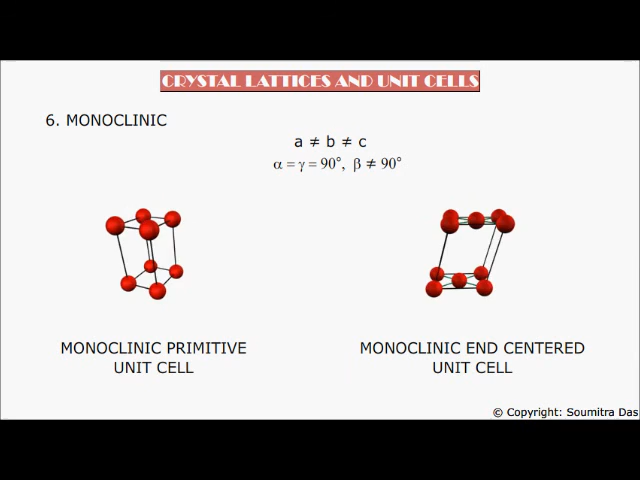 CRYSTAL LATTICES AND UNIT CELLS
6. MONOCLINIC
a ≠ b ≠ c
α = γ = 90°, β ≠ 90°
MONOCLINIC PRIMITIVE
UNIT CELL
MONOCLINIC END CENTERED
UNIT CELL
© Copyright: Soumitra Das